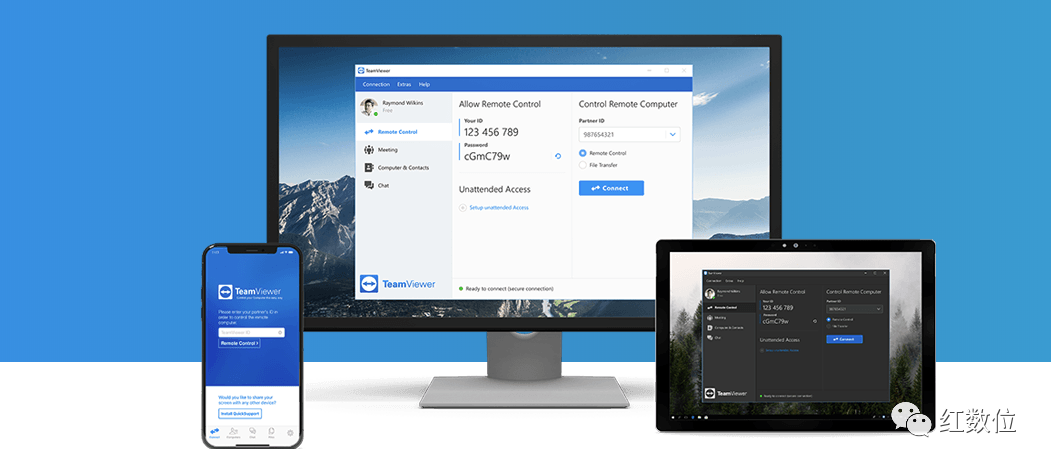 TeamViewer
Connection Extras Help
Raymond Wilkins
Free
Remote Control
Meeting
Computer & Contacts
Chat
TeamViewer
Allow Remote Control
Your ID
123 456 789
Password
cGmC79w
Unattended Access
Setup unattended Access
Ready to connect (secure connection)
Control Remote Computer
Partner ID
987654321
Remote Control
File Transfer
Connect
TeamViewer
Please enter your partner's ID in
order to control the remote
computer.
TeamViewer ID
Remote Control >
Would you like to share your
screen with any other device?
Install QuickSupport
Connection Extras Help
Raymond Wilkins
Remote Control
Meeting
Computer & Contacts
Chat
TeamViewer
Allow Remote Control
Your ID
123 456 789
Password
cGmC79w
Unattended Access
Control Remote Computer
Partner ID
987654321
Remote Control
File Transfer
Connect
红数位